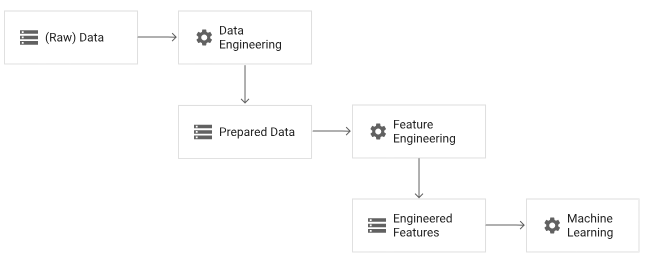 (Raw) Data
Data
Engineering
Prepared Data
Feature
Engineering
Engineered
Features
Machine
Learning